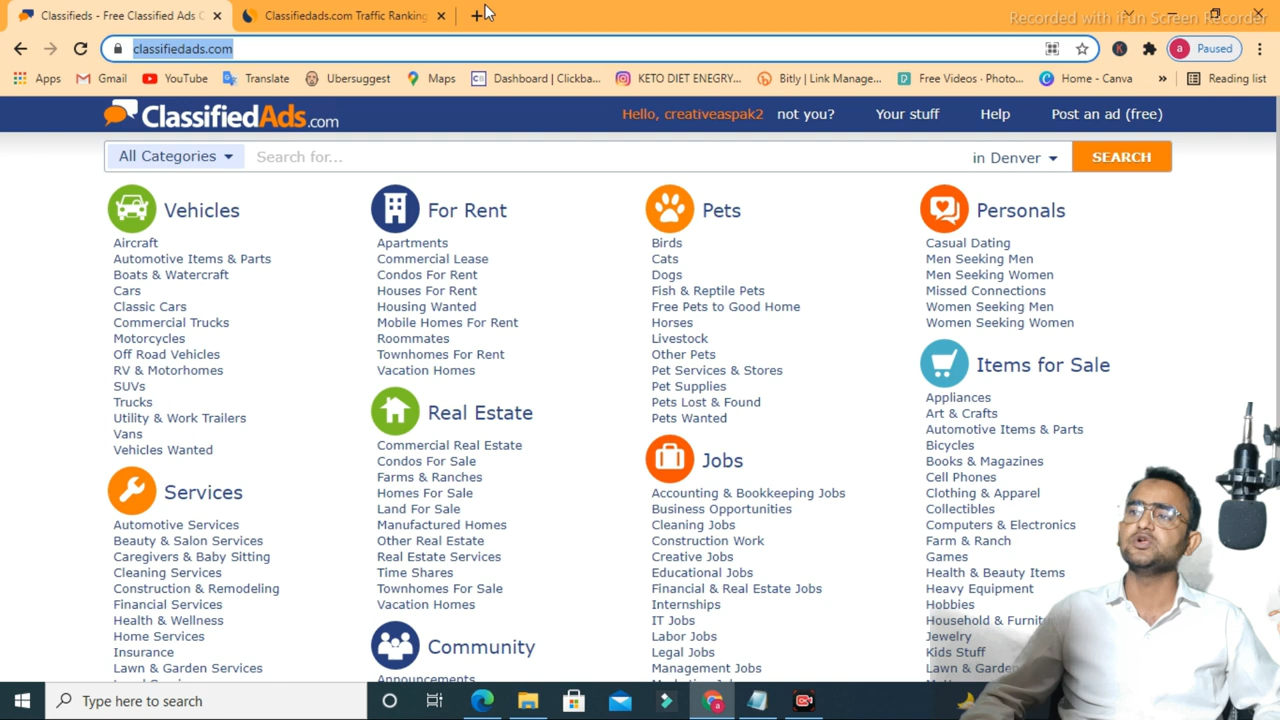 Classifieds - Free Classified Ads
Classifiedads.com Traffic Ranking
Recorded with iFun Screen Recorder
classifiedads.com
a
Paused
Apps
Gmail
YouTube
Translate
Ubersuggest
Maps
Dashboard | Clickba...
KETO DIET ENEGRY...
Bitly | Link Manage...
Free Videos · Photo...
Home - Canva
»
Reading list
ClassifiedAds.com
Hello, creativeaspak2
not you?
Your stuff
Help
Post an ad (free)
All Categories
Search for...
in Denver
SEARCH
Vehicles
Aircraft
Automotive Items & Parts
Boats & Watercraft
Cars
Classic Cars
Commercial Trucks
Motorcycles
Off Road Vehicles
RV & Motorhomes
SUVs
Trucks
Utility & Work Trailers
Vans
Vehicles Wanted
Services
Automotive Services
Beauty & Salon Services
Caregivers & Baby Sitting
Cleaning Services
Construction & Remodeling
Financial Services
Health & Wellness
Home Services
Insurance
Lawn & Garden Services
For Rent
Apartments
Commercial Lease
Condos For Rent
Houses For Rent
Housing Wanted
Mobile Homes For Rent
Roommates
Townhomes For Rent
Vacation Homes
Real Estate
Commercial Real Estate
Condos For Sale
Farms & Ranches
Homes For Sale
Land For Sale
Manufactured Homes
Other Real Estate
Real Estate Services
Time Shares
Townhomes For Sale
Vacation Homes
Community
Announcements
Pets
Birds
Cats
Dogs
Fish & Reptile Pets
Free Pets to Good Home
Horses
Livestock
Other Pets
Pet Services & Stores
Pet Supplies
Pets Lost & Found
Pets Wanted
Jobs
Accounting & Bookkeeping Jobs
Business Opportunities
Cleaning Jobs
Construction Work
Creative Jobs
Educational Jobs
Financial & Real Estate Jobs
Internships
IT Jobs
Labor Jobs
Legal Jobs
Management Jobs
Personals
Casual Dating
Men Seeking Men
Men Seeking Women
Missed Connections
Women Seeking Men
Women Seeking Women
Items for Sale
Appliances
Art & Crafts
Automotive Items & Parts
Bicycles
Books & Magazines
Cell Phones
Clothing & Apparel
Collectibles
Computers & Electronics
Farm & Ranch
Games
Health & Beauty Items
Heavy Equipment
Hobbies
Household & Furnit
Jewelry
Kids Stuff
Lawn & Garde
Type here to search